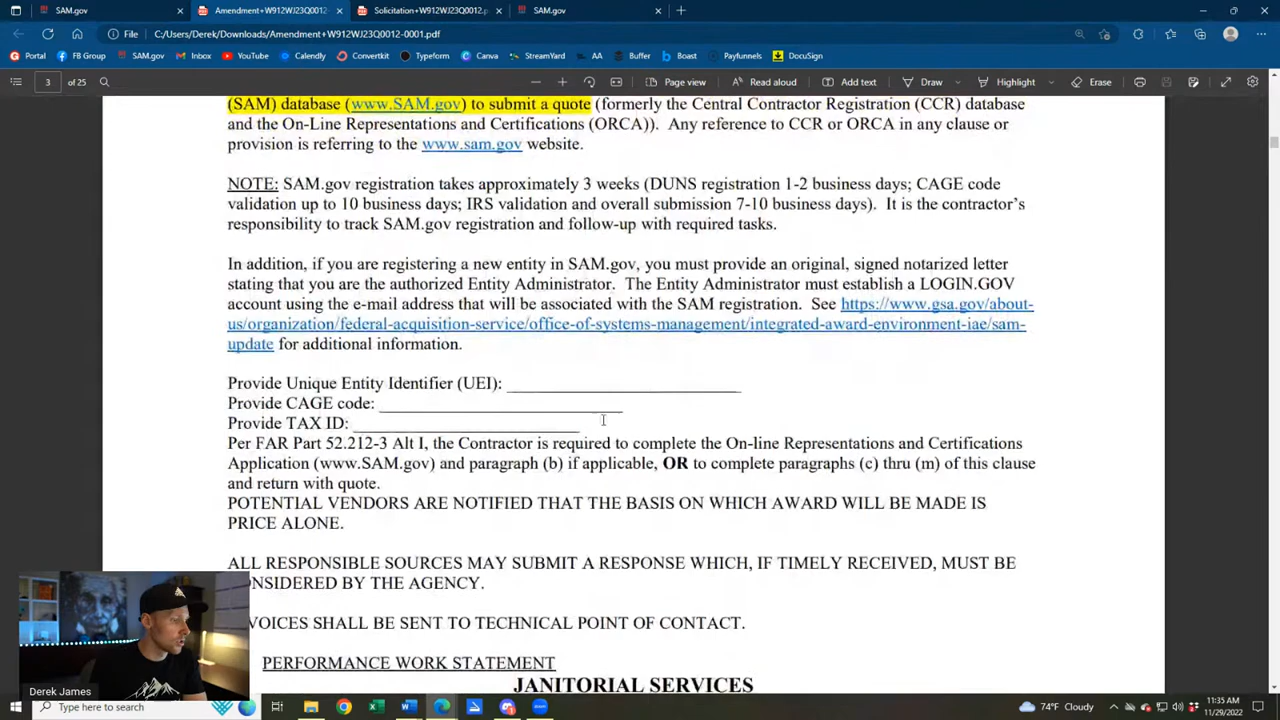 SAM.gov
Amendment+W912WJ23Q0012-
Solicitation+W912WJ23Q0012.p
SAM.gov
File
C:/Users/Derek/Downloads/Amendment+W912WJ23Q0012-0001.pdf
Portal
FB Group
SAM.gov
Inbox
YouTube
Calendly
Convertkit
Typeform
Canva
StreamYard
AA
Buffer
Boast
Payfunnels
DocuSign
3 of 25
Page view
Read aloud
Add text
Draw
Highlight
Erase
(SAM) database (www.SAM.gov) to submit a quote (formerly the Central Contractor Registration (CCR) database
and the On-Line Representations and Certifications (ORCA)). Any reference to CCR or ORCA in any clause or
provision is referring to the www.sam.gov website.
NOTE: SAM.gov registration takes approximately 3 weeks (DUNS registration 1-2 business days; CAGE code
validation up to 10 business days; IRS validation and overall submission 7-10 business days). It is the contractor's
responsibility to track SAM.gov registration and follow-up with required tasks.
In addition, if you are registering a new entity in SAM.gov, you must provide an original, signed notarized letter
stating that you are the authorized Entity Administrator. The Entity Administrator must establish a LOGIN.GOV
account using the e-mail address that will be associated with the SAM registration. See https://www.gsa.gov/about-
us/organization/federal-acquisition-service/office-of-systems-management/integrated-award-environment-iae/sam-
update for additional information.
Provide Unique Entity Identifier (UEI): ____________________
Provide CAGE code: ____________________
Provide TAX ID: ____________________
Per FAR Part 52.212-3 Alt I, the Contractor is required to complete the On-line Representations and Certifications
Application (www.SAM.gov) and paragraph (b) if applicable, OR to complete paragraphs (c) thru (m) of this clause
and return with quote.
POTENTIAL VENDORS ARE NOTIFIED THAT THE BASIS ON WHICH AWARD WILL BE MADE IS
PRICE ALONE.
ALL RESPONSIBLE SOURCES MAY SUBMIT A RESPONSE WHICH, IF TIMELY RECEIVED, MUST BE
ONSIDERED BY THE AGENCY.
VOICES SHALL BE SENT TO TECHNICAL POINT OF CONTACT.
PERFORMANCE WORK STATEMENT
JANITORIAL SERVICES
Derek James
Type here to search
74°F Cloudy
11:35 AM
11/29/2022